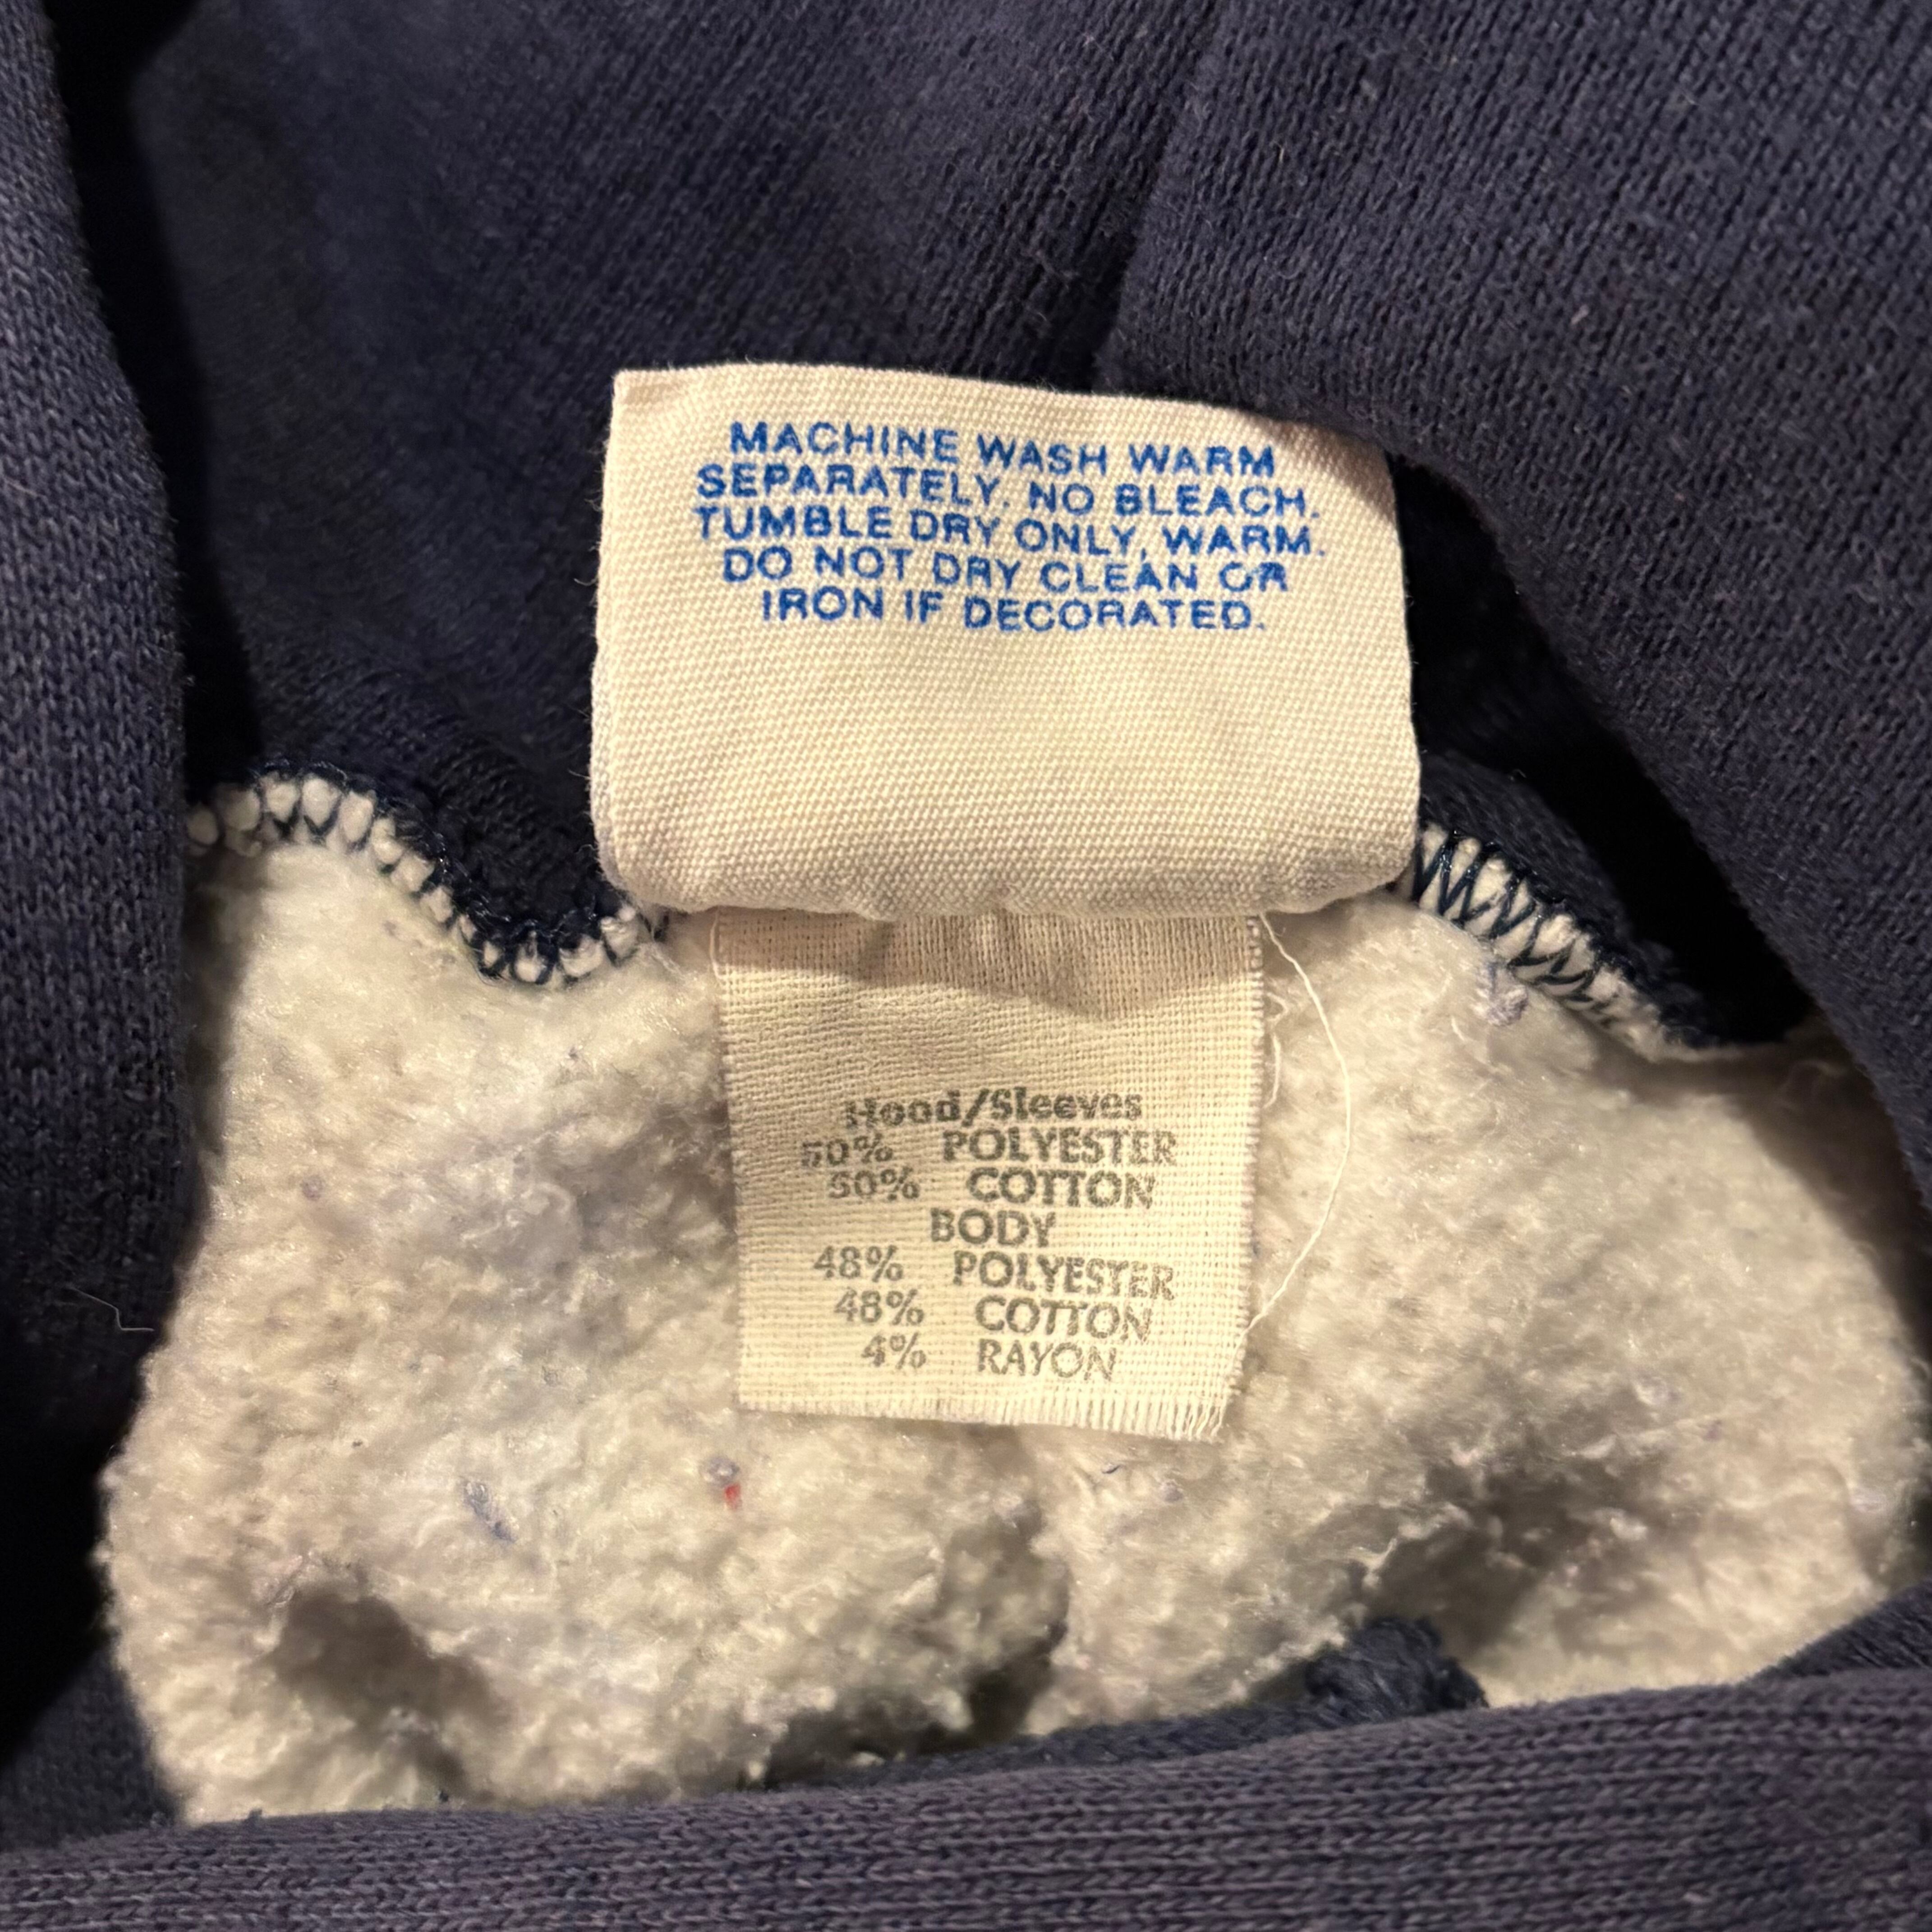 MACHINE WASH WARM
SEPARATELY. NO BLEACH.
TUMBLE DRY ONLY, WARM.
DO NOT DRY CLEAN OR
IRON IF DECORATED.
Hood/Sleeves
50% POLYESTER
50% COTTON
BODY
48% POLYESTER
48% COTTON
4% RAYON